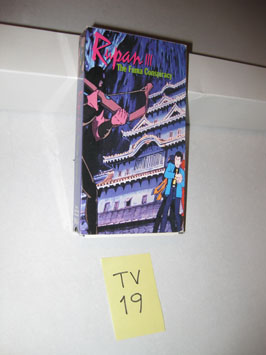 Rupan III
The Fuma Conspiracy
TV
19